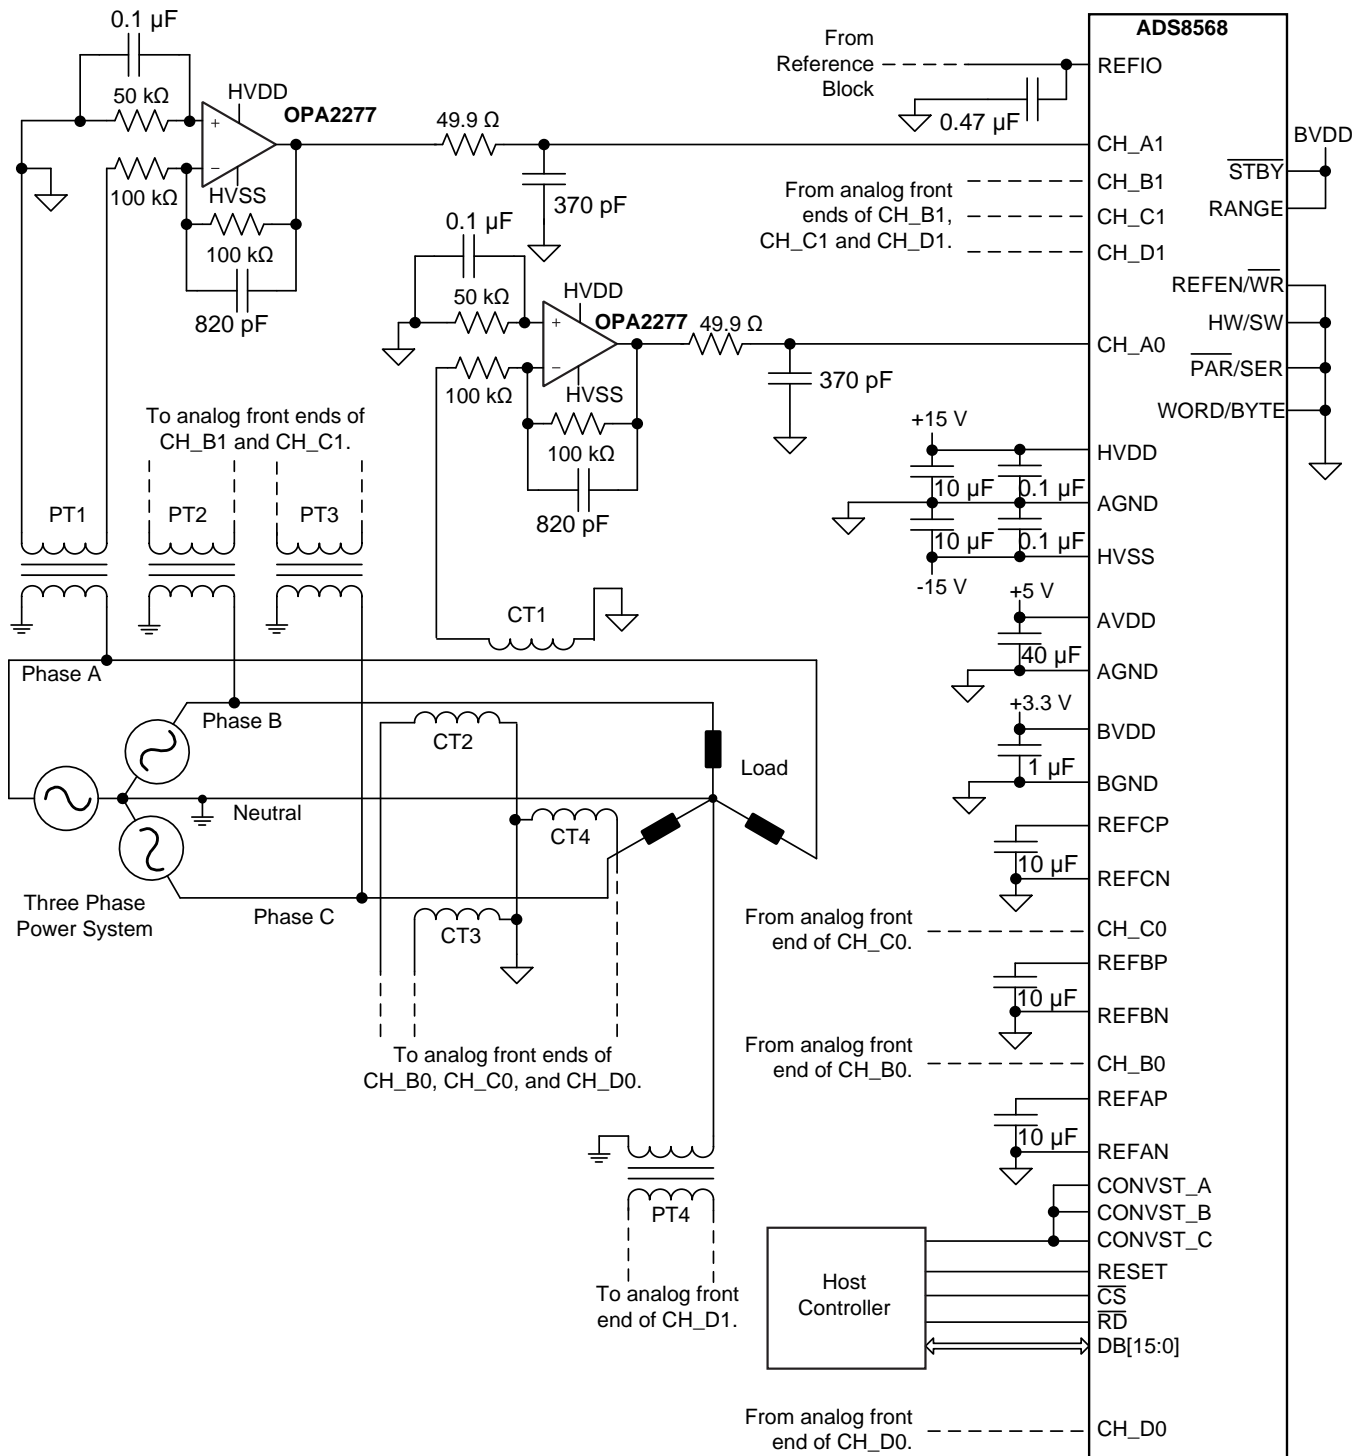 0.1 µF
50 kΩ
HVDD
OPA2277
100 kΩ
HVSS
100 kΩ
820 pF
49.9 Ω
370 pF
0.1 µF
50 kΩ
HVDD
OPA2277
100 kΩ
HVSS
100 kΩ
820 pF
49.9 Ω
370 pF
From
Reference
Block
0.47 µF
From analog front
ends of CH_B1,
CH_C1 and CH_D1.
ADS8568
REFIO
CH_A1
CH_B1
CH_C1
CH_D1
CH_A0
BVDD
STBY
RANGE
REFEN/WR
HW/SW
PAR/SER
WORD/BYTE
+15 V
HVDD
10 µF
0.1 µF
AGND
10 µF
0.1 µF
HVSS
-15 V
+5 V
AVDD
40 µF
AGND
+3.3 V
BVDD
1 µF
BGND
REFCP
10 µF
REFCN
From analog front
end of CH_C0.
CH_C0
REFBP
10 µF
REFBN
From analog front
end of CH_B0.
CH_B0
REFAP
10 µF
REFAN
CONVST_A
CONVST_B
CONVST_C
RESET
CS
RD
DB[15:0]
Host
Controller
From analog front
end of CH_D0.
CH_D0
To analog front ends of
CH_B1 and CH_C1.
PT1
PT2
PT3
CT1
Phase A
Phase B
CT2
Load
Neutral
CT4
Three Phase
Power System
Phase C
CT3
To analog front ends of
CH_B0, CH_C0, and CH_D0.
PT4
To analog front
end of CH_D1.